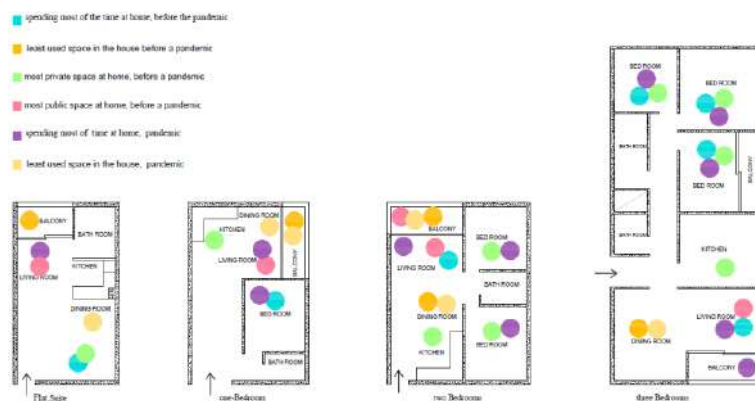 spending most of the time at home, before the pandemic
least used space in the house before a pandemic
most private space at home, before a pandemic
most public space at home, before a pandemic
spending most of time at home, pandemic
least used space in the house, pandemic
BALCONY
BATH ROOM
LIVING ROOM
KITCHEN
DINING ROOM
Flat Suite
DINING ROOM
KITCHEN
LIVING ROOM
BALCONY
BED ROOM
BATH ROOM
one-Bedroom
BALCONY
BED ROOM
LIVING ROOM
BATH ROOM
DINING ROOM
BED ROOM
KITCHEN
two Bedrooms
BED ROOM
BED ROOM
BATH ROOM
BALCONY
BED ROOM
BATH ROOM
KITCHEN
LIVING ROOM
DINING ROOM
BALCONY
three Bedrooms